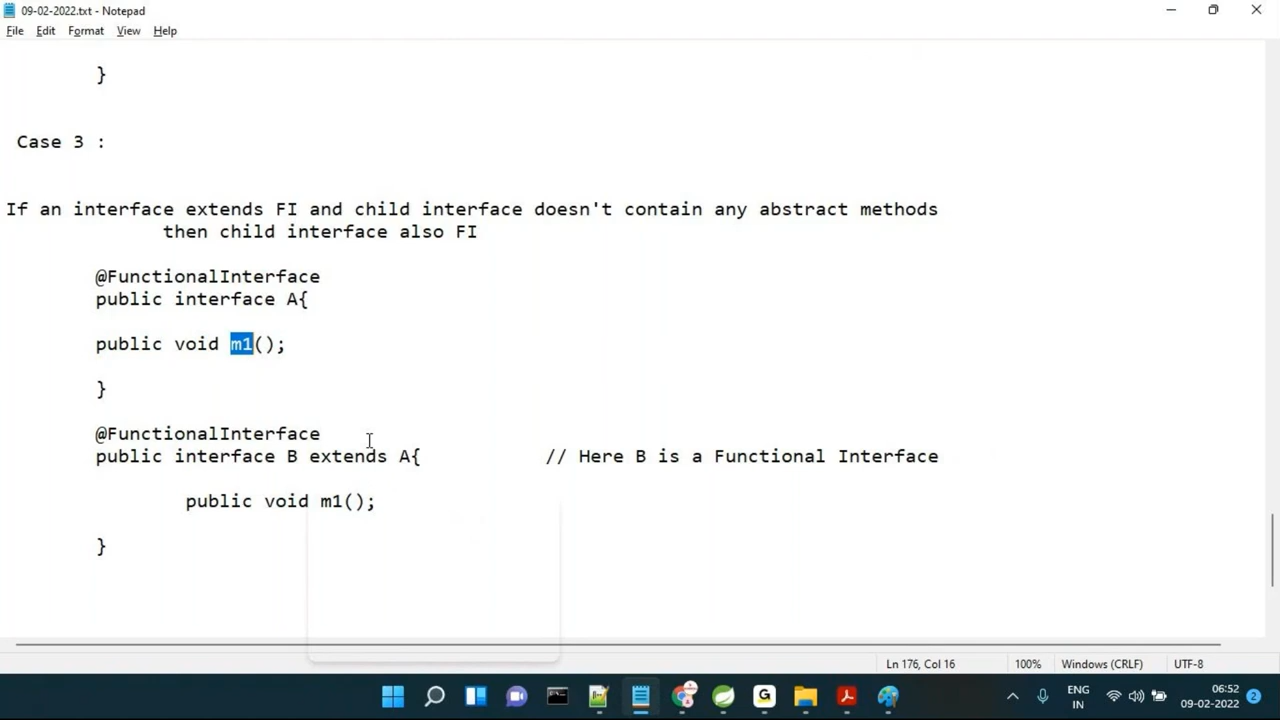 09-02-2022.txt - Notepad
File Edit Format View Help
}
Case 3 :
If an interface extends FI and child interface doesn't contain any abstract methods
then child interface also FI
@FunctionalInterface
public interface A{
public void m1();
}
@FunctionalInterface
public interface B extends A{ // Here B is a Functional Interface
public void m1();
}
Ln 176, Col 16 100% Windows (CRLF) UTF-8
ENG
IN
06:52
09-02-2022
2